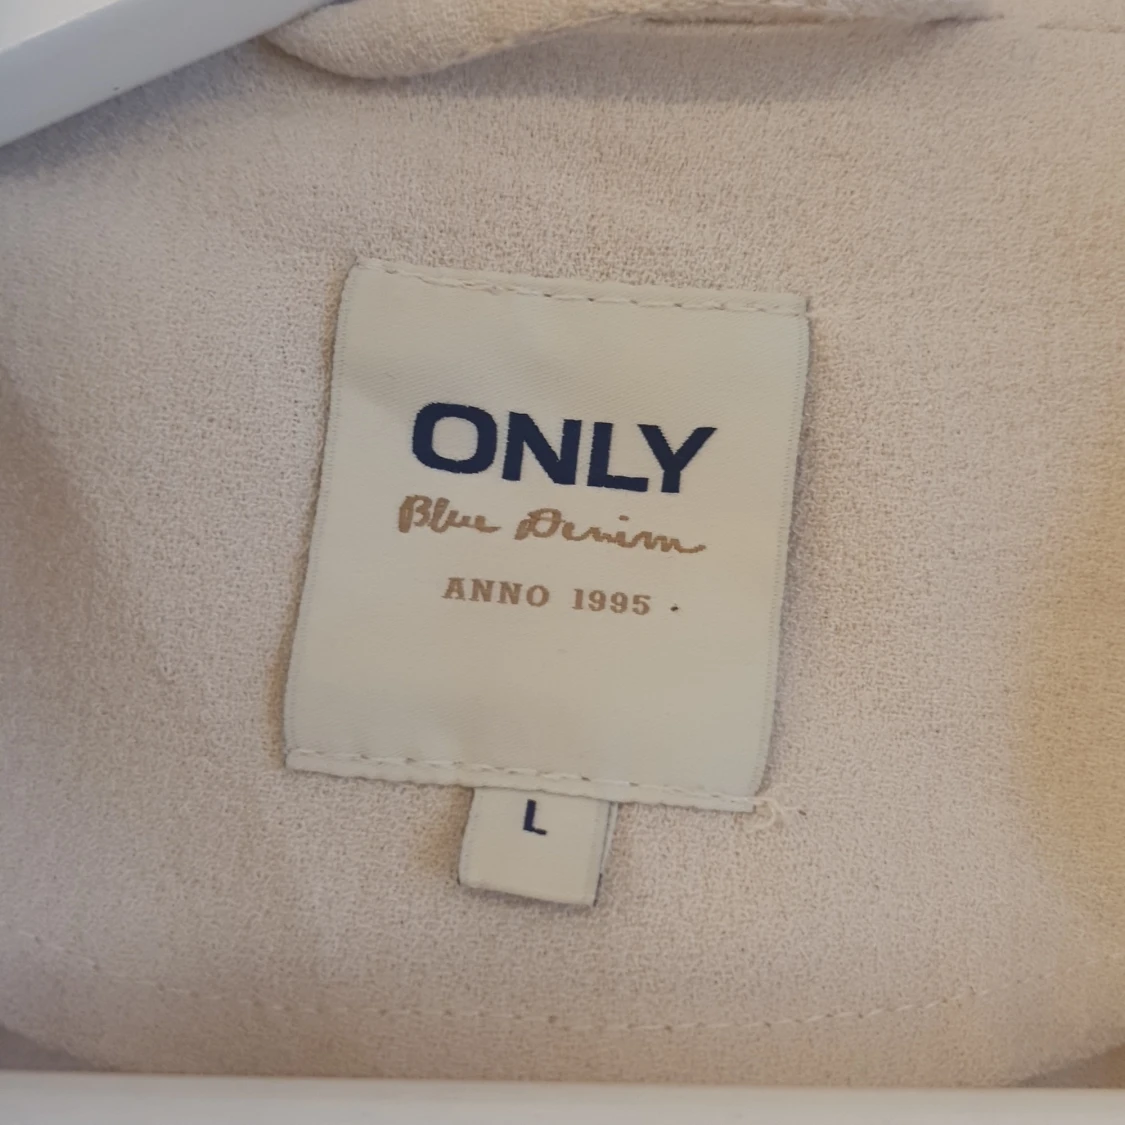 ONLY
Blue Denim
ANNO 1995
L